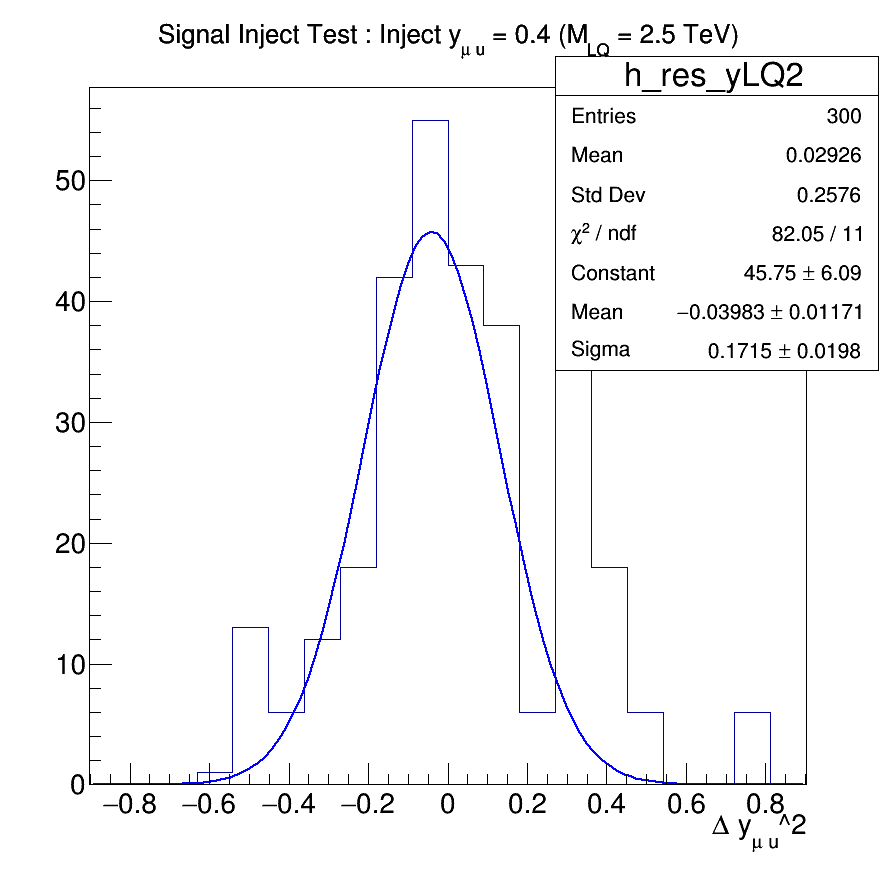 Signal Inject Test : Inject y_μu = 0.4 (M_LQ = 2.5 TeV)
h_res_yLQ2
Entries 300
Mean 0.02926
Std Dev 0.2576
χ² / ndf 82.05 / 11
Constant 45.75 ± 6.09
Mean −0.03983 ± 0.01171
Sigma 0.1715 ± 0.0198
50
40
30
20
10
0
−0.8 −0.6 −0.4 −0.2 0 0.2 0.4 0.6 0.8
Δ y_μu^2